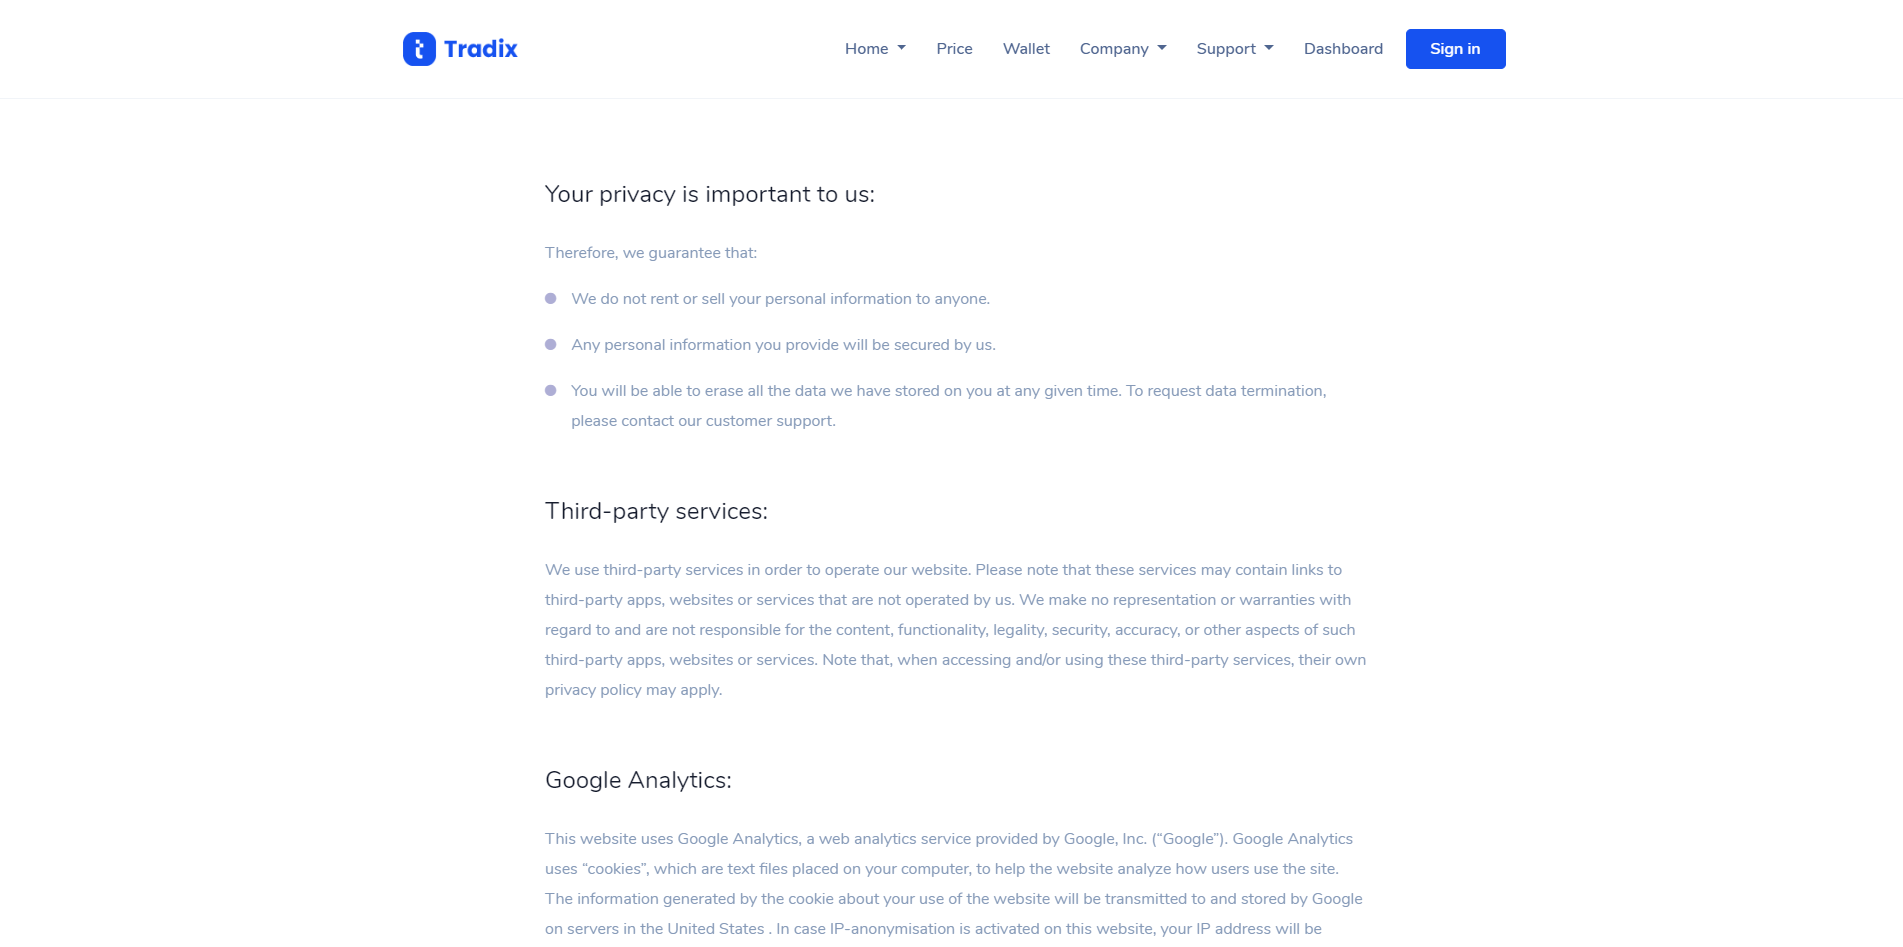 Tradix
Home Price Wallet Company Support Dashboard Sign in
Your privacy is important to us:
Therefore, we guarantee that:
We do not rent or sell your personal information to anyone.
Any personal information you provide will be secured by us.
You will be able to erase all the data we have stored on you at any given time. To request data termination,
please contact our customer support.
Third-party services:
We use third-party services in order to operate our website. Please note that these services may contain links to
third-party apps, websites or services that are not operated by us. We make no representation or warranties with
regard to and are not responsible for the content, functionality, legality, security, accuracy, or other aspects of such
third-party apps, websites or services. Note that, when accessing and/or using these third-party services, their own
privacy policy may apply.
Google Analytics:
This website uses Google Analytics, a web analytics service provided by Google, Inc. (“Google”). Google Analytics
uses “cookies”, which are text files placed on your computer, to help the website analyze how users use the site.
The information generated by the cookie about your use of the website will be transmitted to and stored by Google
on servers in the United States . In case IP-anonymisation is activated on this website, your IP address will be